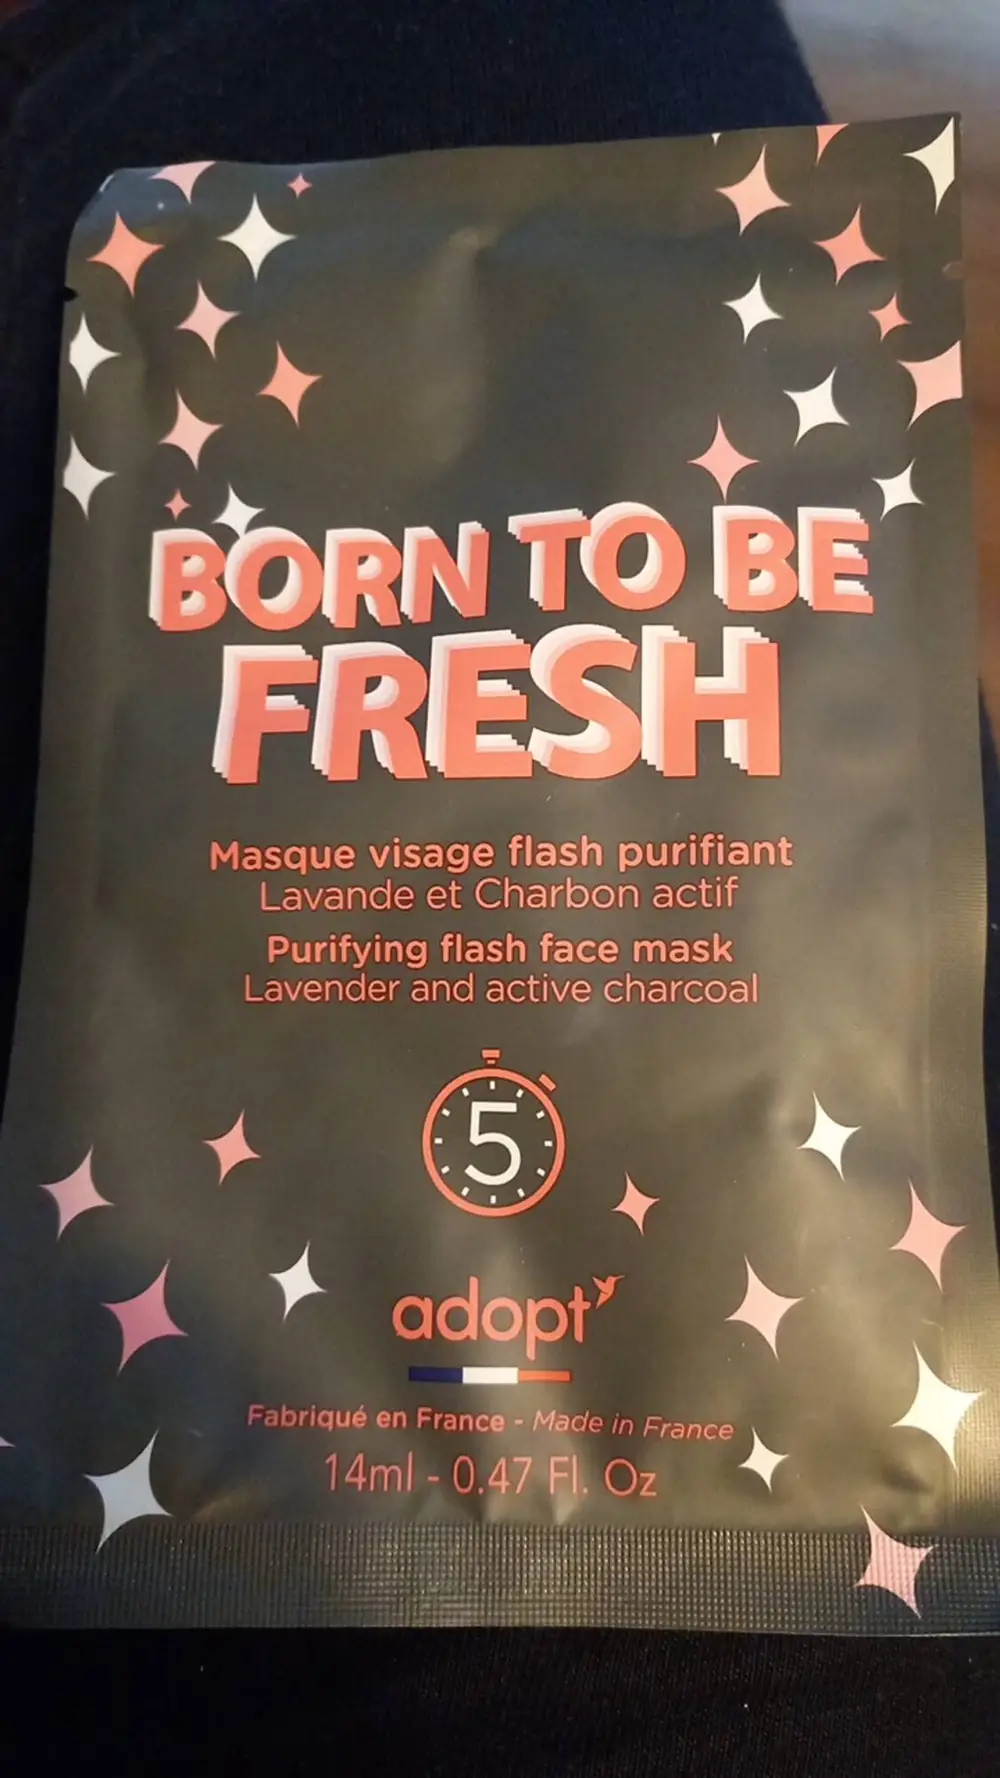 BORN TO BE
FRESH
Masque visage flash purifiant
Lavande et Charbon actif
Purifying flash face mask
Lavender and active charcoal
5
adopt
Fabriqué en France - Made in France
14ml - 0.47 Fl. Oz